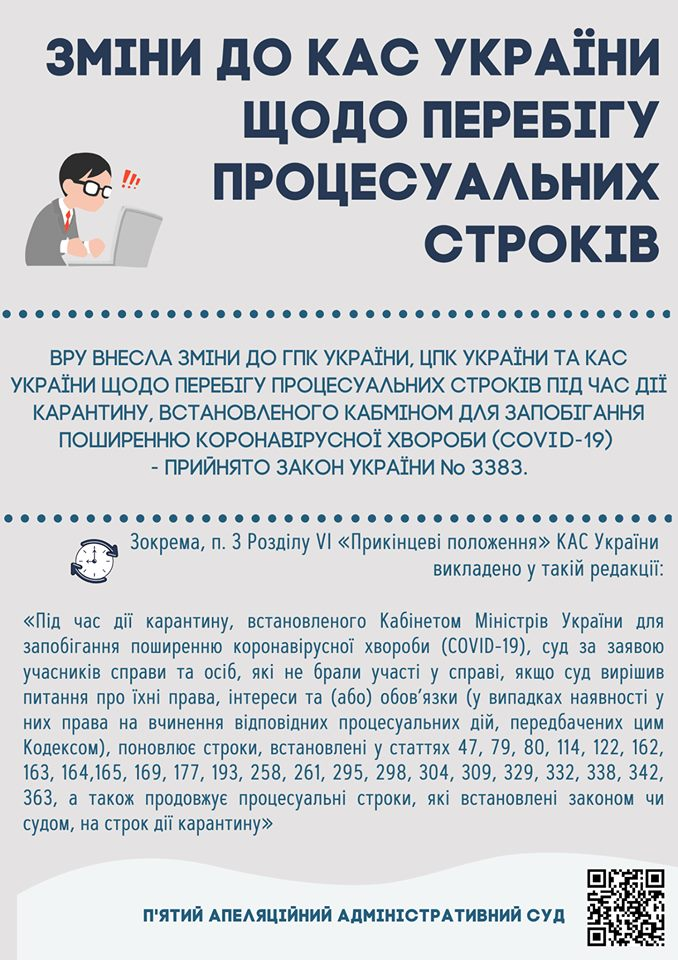 ЗМІНИ ДО КАС УКРАЇНИ
ЩОДО ПЕРЕБІГУ
ПРОЦЕСУАЛЬНИХ
СТРОКІВ
ВРУ ВНЕСЛА ЗМІНИ ДО ГПК УКРАЇНИ, ЦПК УКРАЇНИ ТА КАС
УКРАЇНИ ЩОДО ПЕРЕБІГУ ПРОЦЕСУАЛЬНИХ СТРОКІВ ПІД ЧАС ДІЇ
КАРАНТИНУ, ВСТАНОВЛЕНОГО КАБМІНОМ ДЛЯ ЗАПОБІГАННЯ
ПОШИРЕННЮ КОРОНАВІРУСНОЇ ХВОРОБИ (COVID-19)
- ПРИЙНЯТО ЗАКОН УКРАЇНИ № 3383.
Зокрема, п. 3 Розділу VI «Прикінцеві положення» КАС України
викладено у такій редакції:
«Під час дії карантину, встановленого Кабінетом Міністрів України для
запобігання поширенню коронавірусної хвороби (COVID-19), суд за заявою
учасників справи та осіб, які не брали участі у справі, якщо суд вирішив
питання про їхні права, інтереси та (або) обов’язки (у випадках наявності у
них права на вчинення відповідних процесуальних дій, передбачених цим
Кодексом), поновлює строки, встановлені у статтях 47, 79, 80, 114, 122, 162,
163, 164,165, 169, 177, 193, 258, 261, 295, 298, 304, 309, 329, 332, 338, 342,
363, а також продовжує процесуальні строки, які встановлені законом чи
судом, на строк дії карантину»
П'ЯТИЙ АПЕЛЯЦІЙНИЙ АДМІНІСТРАТИВНИЙ СУД